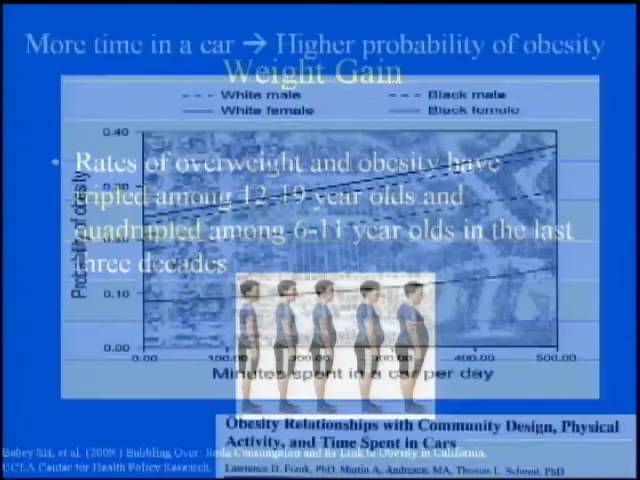 More time in a car → Higher probability of obesity
Weight Gain
White male
Black male
White female
Black female
0.40
0.30
0.10
0.00
Probability of obesity
• Rates of overweight and obesity have
tripled among 12-19 year olds and
quadrupled among 6-11 year olds in the last
three decades
0.00 100.00 200.00 300.00 400.00 500.00
Minutes spent in a car per day
Obesity Relationships with Community Design, Physical
Activity, and Time Spent in Cars
Lawrence D. Frank, PhD, Martin A. Andresen, MA, Thomas L. Schmid, PhD
Babey SH, et al. (2009) Bubbling Over: Soda Consumption and Its Link to Obesity in California.
UCLA Center for Health Policy Research.